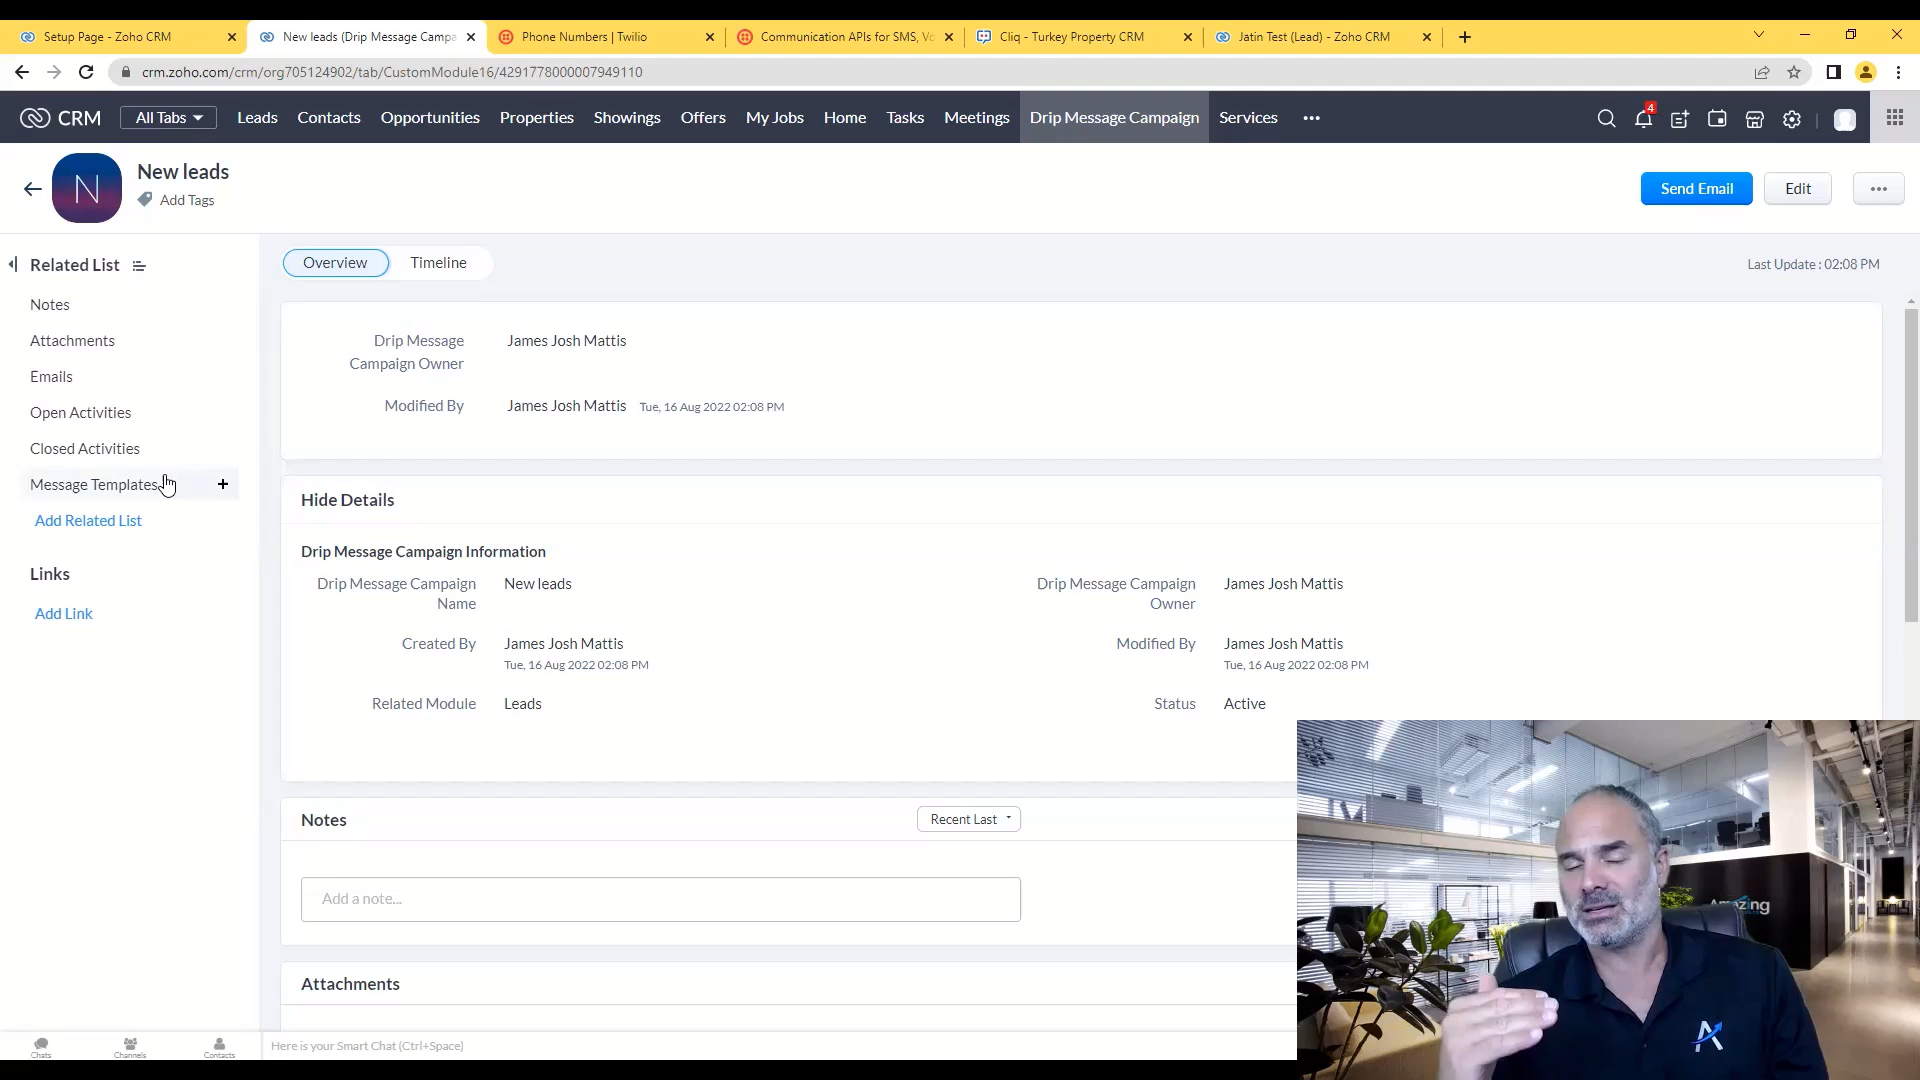 Setup Page - Zoho CRM
New leads (Drip Message Campa
Phone Numbers | Twilio
Communication APIs for SMS, Vo
Cliq - Turkey Property CRM
Jatin Test (Lead) - Zoho CRM
crm.zoho.com/crm/org705124902/tab/CustomModule16/4291778000007949110
CRM
All Tabs
Leads
Contacts
Opportunities
Properties
Showings
Offers
My Jobs
Home
Tasks
Meetings
Drip Message Campaign
Services
4
N
New leads
Add Tags
Send Email
Edit
Related List
Notes
Attachments
Emails
Open Activities
Closed Activities
Message Templates
Add Related List
Links
Add Link
Overview
Timeline
Last Update : 02:08 PM
Drip Message
Campaign Owner
James Josh Mattis
Modified By
James Josh Mattis Tue, 16 Aug 2022 02:08 PM
Hide Details
Drip Message Campaign Information
Drip Message Campaign
Name
New leads
Drip Message Campaign
Owner
James Josh Mattis
Created By
James Josh Mattis
Tue, 16 Aug 2022 02:08 PM
Modified By
James Josh Mattis
Tue, 16 Aug 2022 02:08 PM
Related Module
Leads
Status
Active
Notes
Recent Last
Add a note...
Attachments
Chats
Channels
Contacts
Here is your Smart Chat (Ctrl+Space)